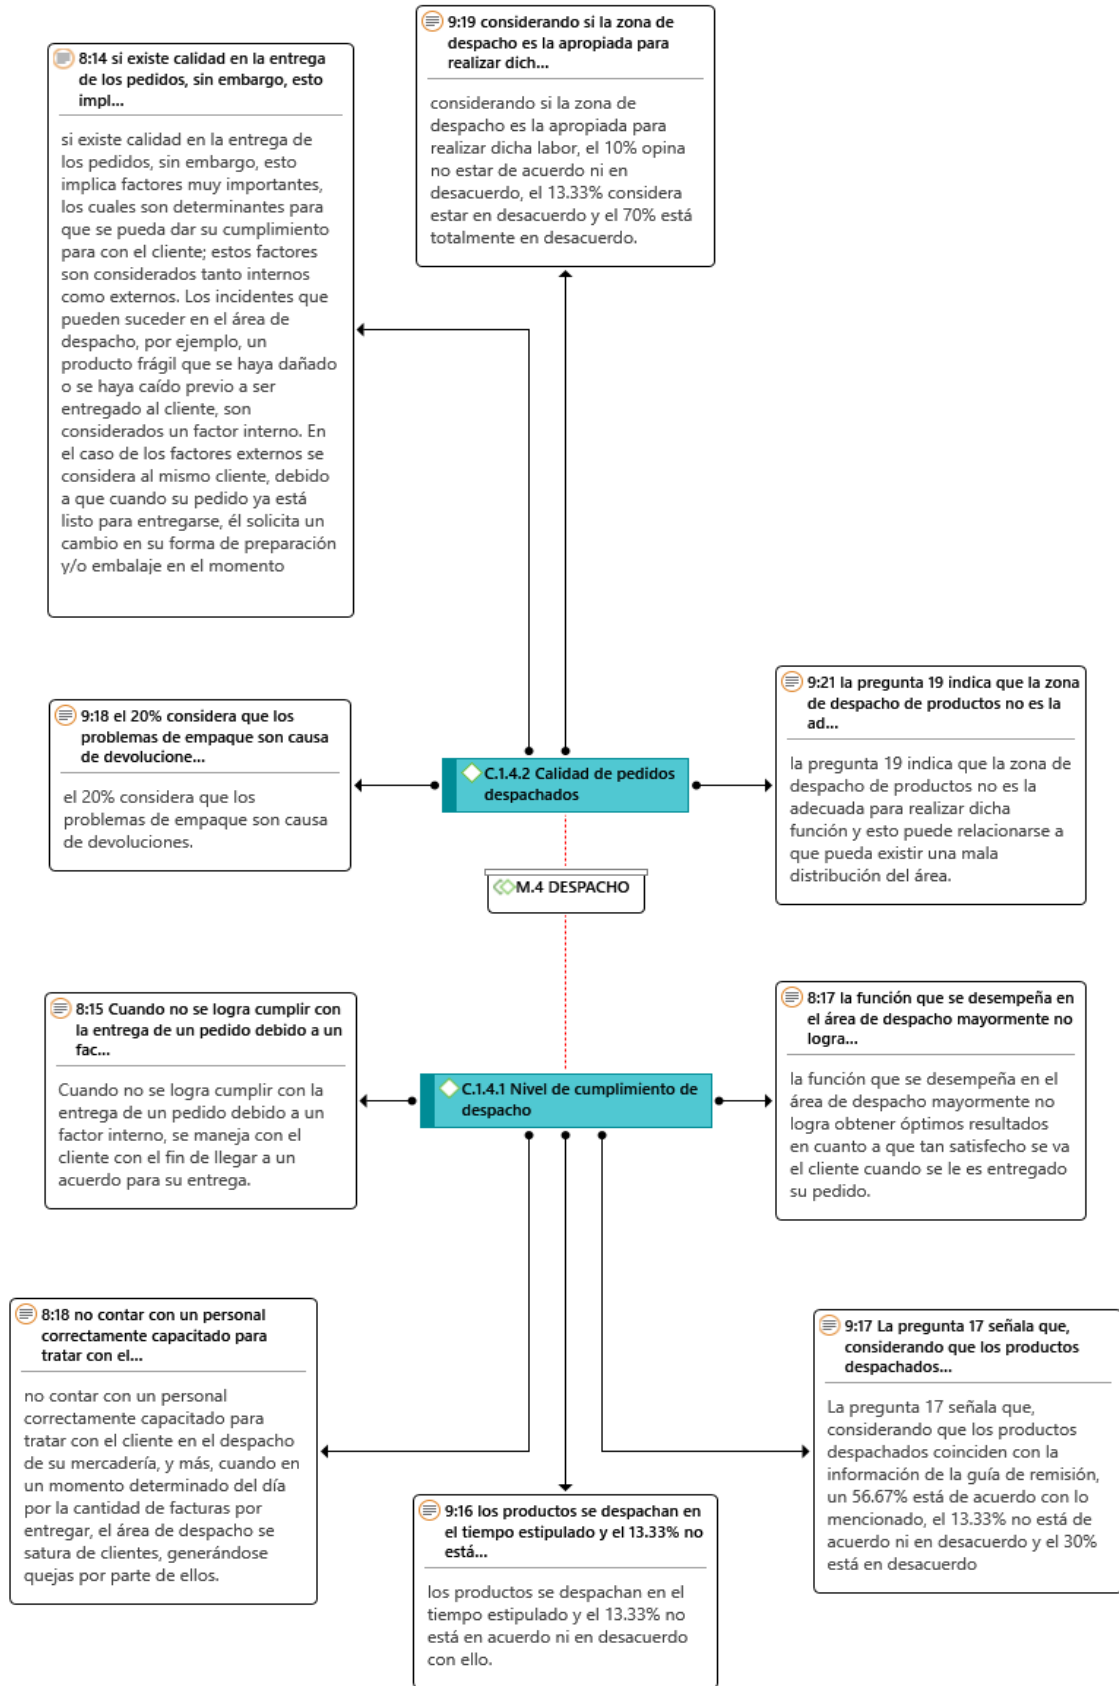 9:19 considerando si la zona de
despacho es la apropiada para
realizar dich...
considerando si la zona de
despacho es la apropiada para
realizar dicha labor, el 10% opina
no estar de acuerdo ni en
desacuerdo, el 13.33% considera
estar en desacuerdo y el 70% está
totalmente en desacuerdo.
8:14 si existe calidad en la entrega
de los pedidos, sin embargo, esto
impl...
si existe calidad en la entrega de
los pedidos, sin embargo, esto
implica factores muy importantes,
los cuales son determinantes para
que se pueda dar su cumplimiento
para con el cliente; estos factores
son considerados tanto internos
como externos. Los incidentes que
pueden suceder en el área de
despacho, por ejemplo, un
producto frágil que se haya dañado
o se haya caído previo a ser
entregado al cliente, son
considerados un factor interno. En
el caso de los factores externos se
considera al mismo cliente, debido
a que cuando su pedido ya está
listo para entregarse, él solicita un
cambio en su forma de preparación
y/o embalaje en el momento
9:18 el 20% considera que los
problemas de empaque son causa
de devolucione...
el 20% considera que los
problemas de empaque son causa
de devoluciones.
C.1.4.2 Calidad de pedidos
despachados
9:21 la pregunta 19 indica que la zona
de despacho de productos no es la
ad...
la pregunta 19 indica que la zona de
despacho de productos no es la
adecuada para realizar dicha
función y esto puede relacionarse a
que pueda existir una mala
distribución del área.
M.4 DESPACHO
8:15 Cuando no se logra cumplir con
la entrega de un pedido debido a un
fac...
Cuando no se logra cumplir con la
entrega de un pedido debido a un
factor interno, se maneja con el
cliente con el fin de llegar a un
acuerdo para su entrega.
C.1.4.1 Nivel de cumplimiento de
despacho
8:17 la función que se desempeña en
el área de despacho mayormente no
logra...
la función que se desempeña en el
área de despacho mayormente no
logra obtener óptimos resultados
en cuanto a que tan satisfecho se va
el cliente cuando se le es entregado
su pedido.
8:18 no contar con un personal
correctamente capacitado para
tratar con el...
no contar con un personal
correctamente capacitado para
tratar con el cliente en el despacho
de su mercadería, y más, cuando en
un momento determinado del día
por la cantidad de facturas por
entregar, el área de despacho se
satura de clientes, generándose
quejas por parte de ellos.
9:16 los productos se despachan en
el tiempo estipulado y el 13.33% no
está...
los productos se despachan en el
tiempo estipulado y el 13.33% no
está en acuerdo ni en desacuerdo
con ello.
9:17 La pregunta 17 señala que,
considerando que los productos
despachados...
La pregunta 17 señala que,
considerando que los productos
despachados coinciden con la
información de la guía de remisión,
un 56.67% está de acuerdo con lo
mencionado, el 13.33% no está de
acuerdo ni en desacuerdo y el 30%
está en desacuerdo